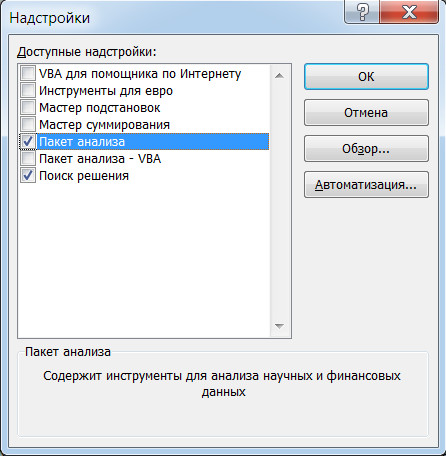 Надстройки
Доступные надстройки:
VBA для помощника по Интернету
Инструменты для евро
Мастер подстановок
Мастер суммирования
Пакет анализа
Пакет анализа - VBA
Поиск решения
ОК
Отмена
Обзор...
Автоматизация...
Пакет анализа
Содержит инструменты для анализа научных и финансовых
данных